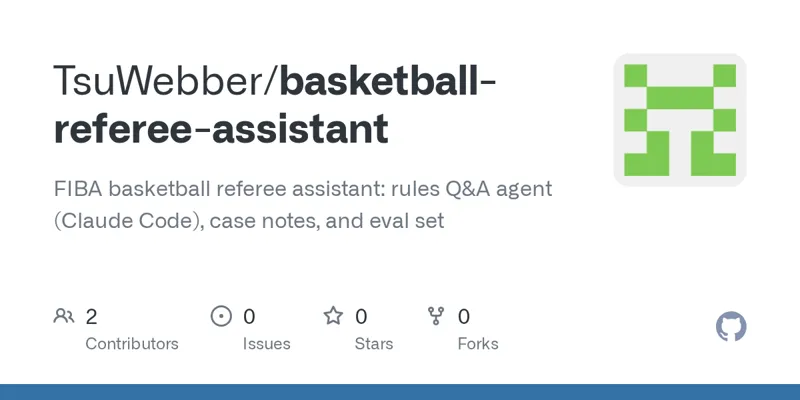 TsuWebber/basketball-
referee-assistant
FIBA basketball referee assistant: rules Q&A agent
(Claude Code), case notes, and eval set
2
Contributors
0
Issues
0
Stars
0
Forks